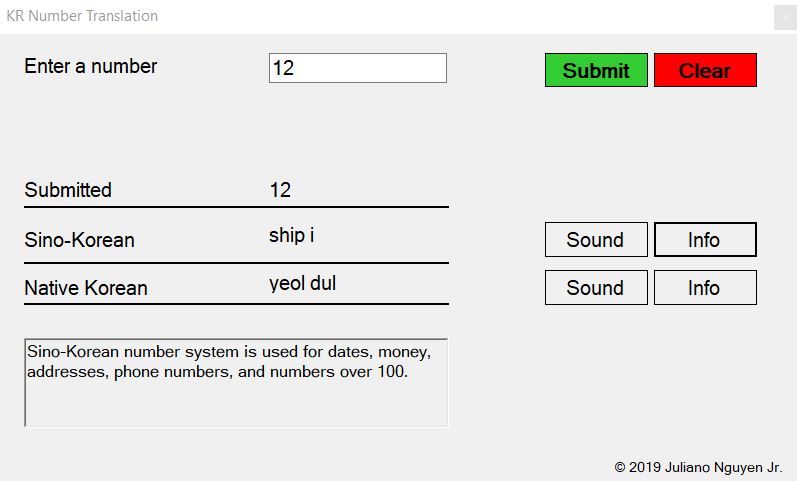 KR Number Translation
Enter a number 12 Submit Clear
Submitted 12
Sino-Korean ship i Sound Info
Native Korean yeol dul Sound Info
Sino-Korean number system is used for dates, money,
addresses, phone numbers, and numbers over 100.
© 2019 Juliano Nguyen Jr.